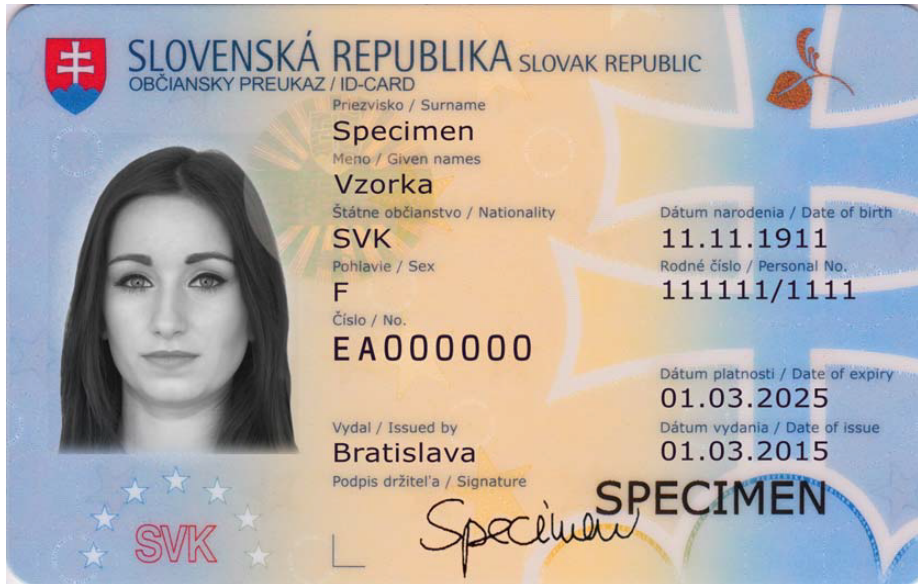 SLOVENSKÁ REPUBLIKA SLOVAK REPUBLIC
OBČIANSKY PREUKAZ / ID-CARD
Priezvisko / Surname
Specimen
Meno / Given names
Vzorka
Štátne občianstvo / Nationality
SVK
Dátum narodenia / Date of birth
11.11.1911
Pohlavie / Sex
F
Rodné číslo / Personal No.
111111/1111
Číslo / No.
EA000000
Dátum platnosti / Date of expiry
01.03.2025
Vydal / Issued by
Bratislava
Dátum vydania / Date of issue
01.03.2015
Podpis držiteľa / Signature
Specimen
SPECIMEN
SVK